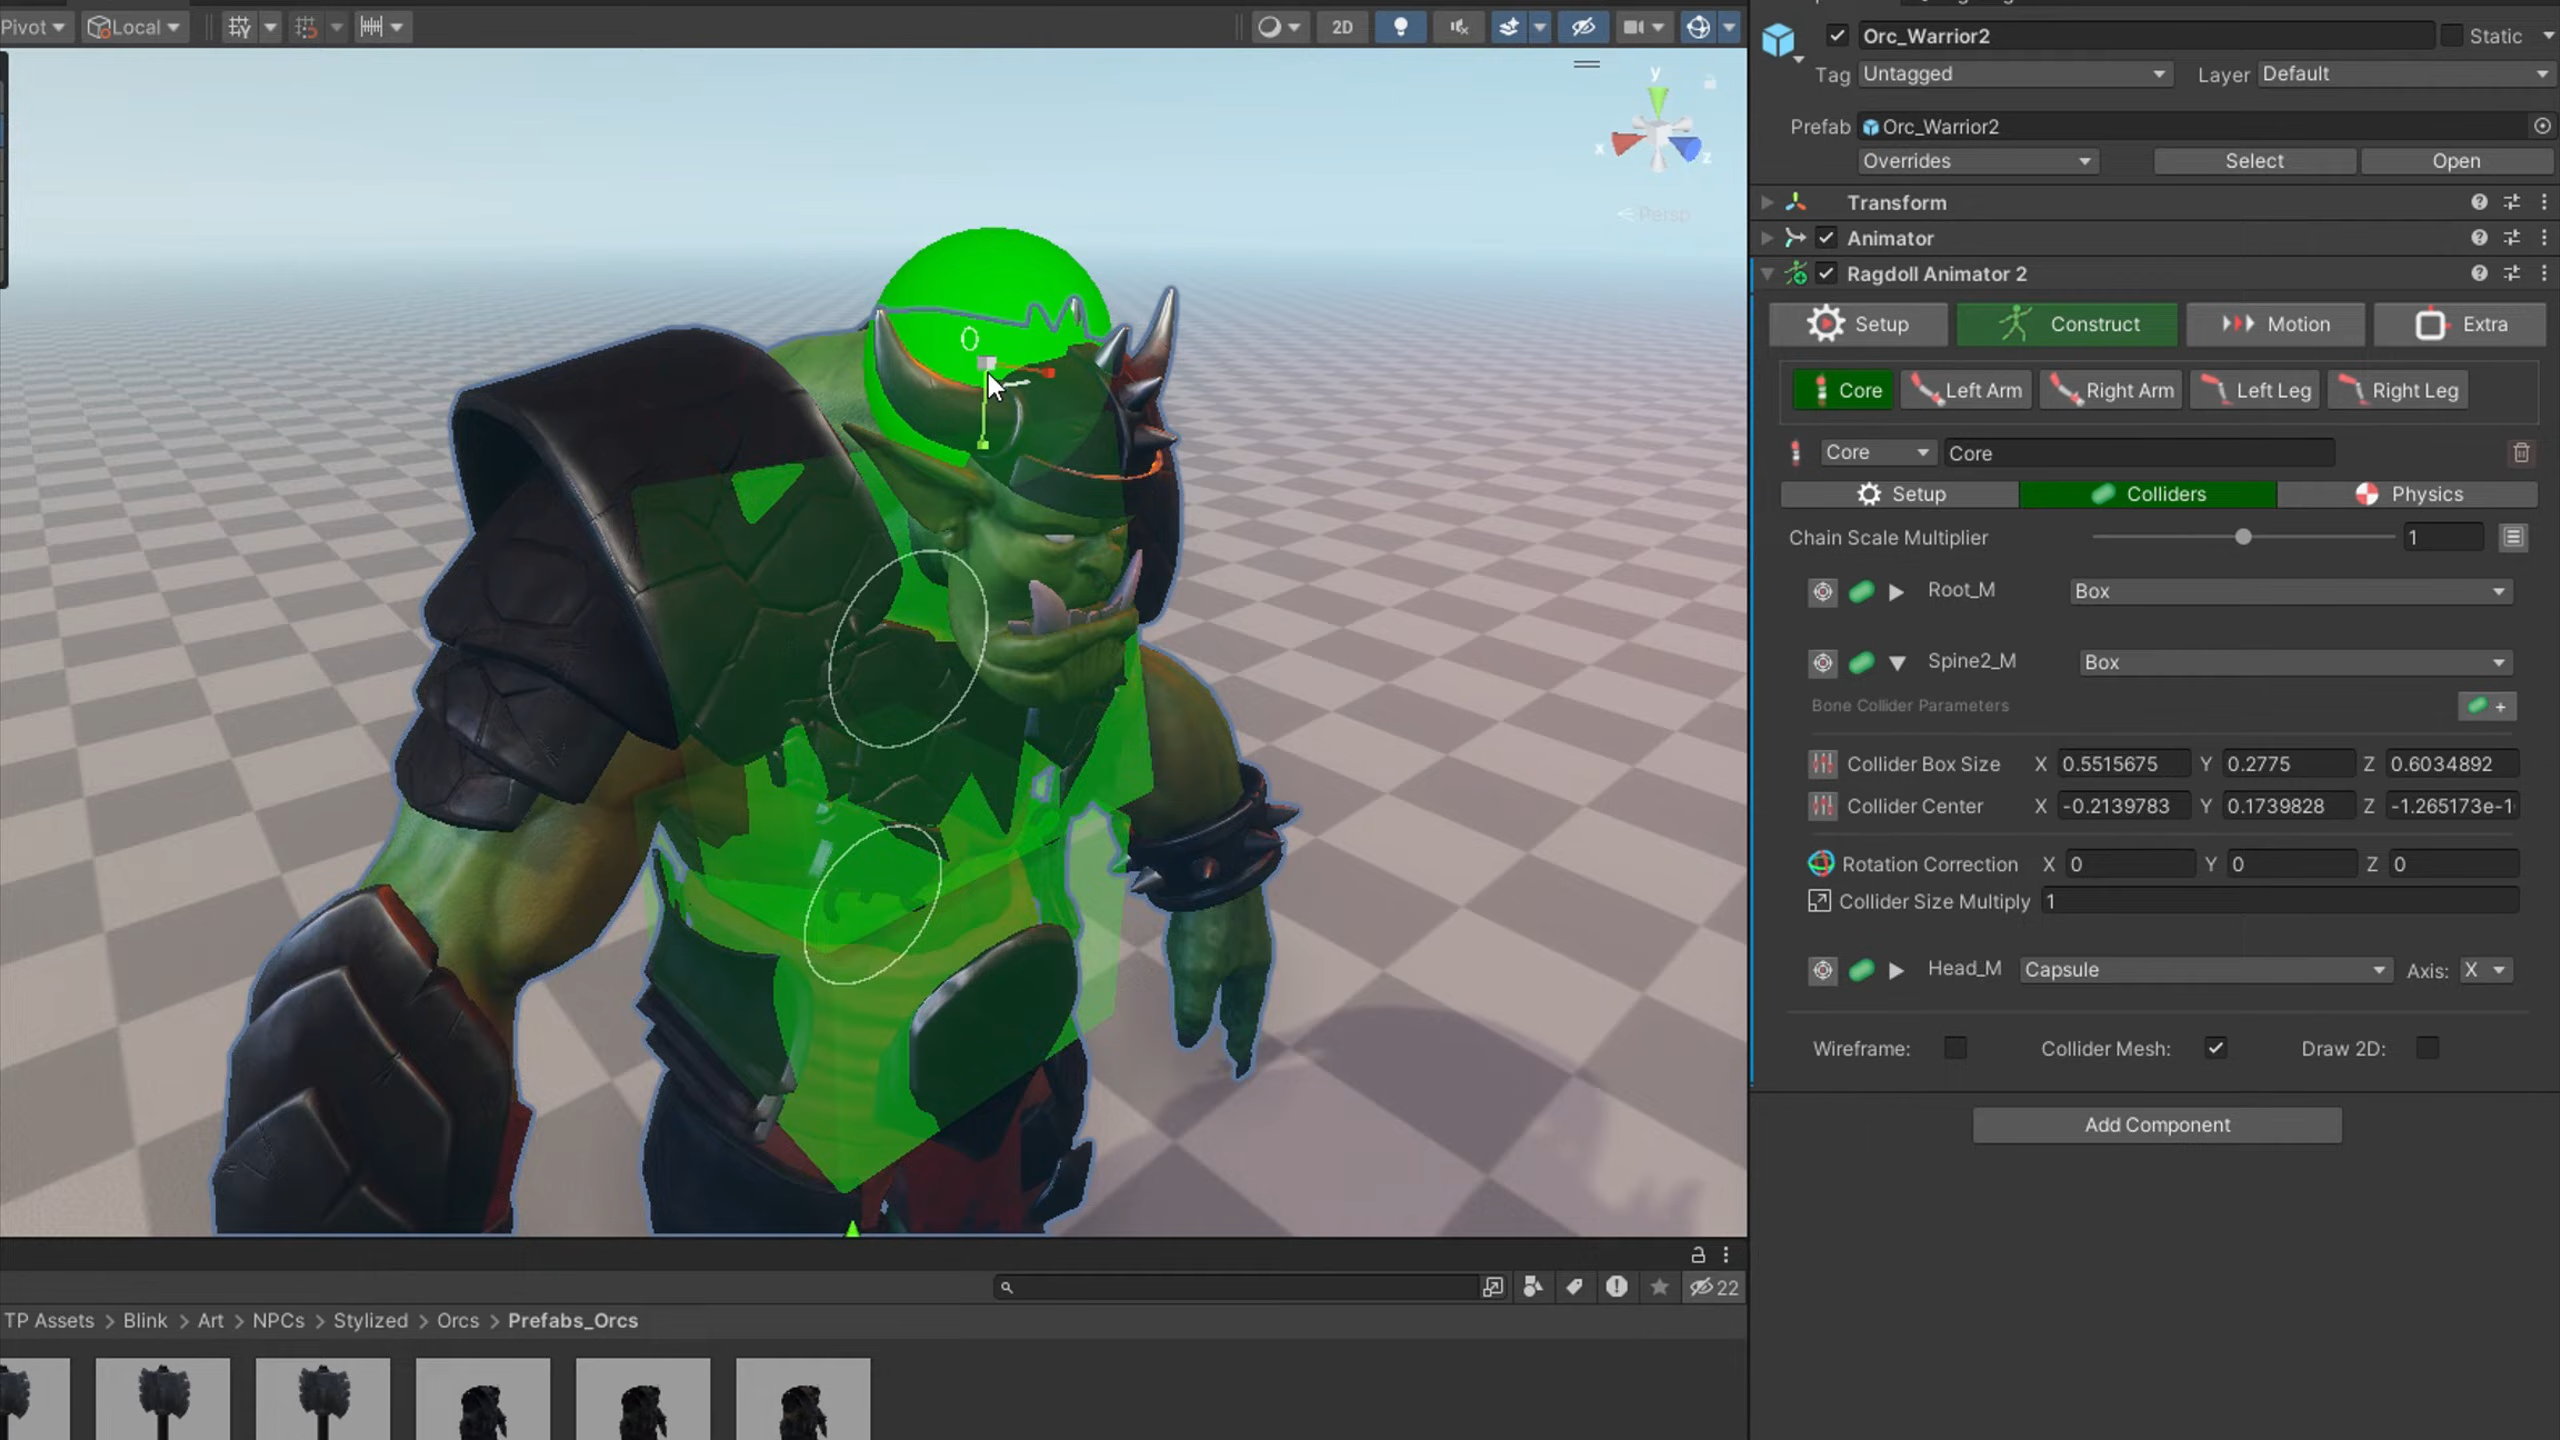 Pivot
Local
2D
y
x
z
Persp
Orc_Warrior2
Static
Tag
Untagged
Layer
Default
Prefab
Orc_Warrior2
Overrides
Select
Open
Transform
Animator
Ragdoll Animator 2
Setup
Construct
Motion
Extra
Core
Left Arm
Right Arm
Left Leg
Right Leg
Core
Core
Setup
Colliders
Physics
Chain Scale Multiplier
1
Root_M
Box
Spine2_M
Box
Bone Collider Parameters
+
Collider Box Size X 0.5515675 Y 0.2775 Z 0.6034892
Collider Center X -0.2139783 Y 0.1739828 Z -1.265173e-1
Rotation Correction X 0 Y 0 Z 0
Collider Size Multiply 1
Head_M
Capsule
Axis: X
Wireframe:
Collider Mesh:
Draw 2D:
Add Component
22
TP Assets > Blink > Art > NPCs > Stylized > Orcs > Prefabs_Orcs